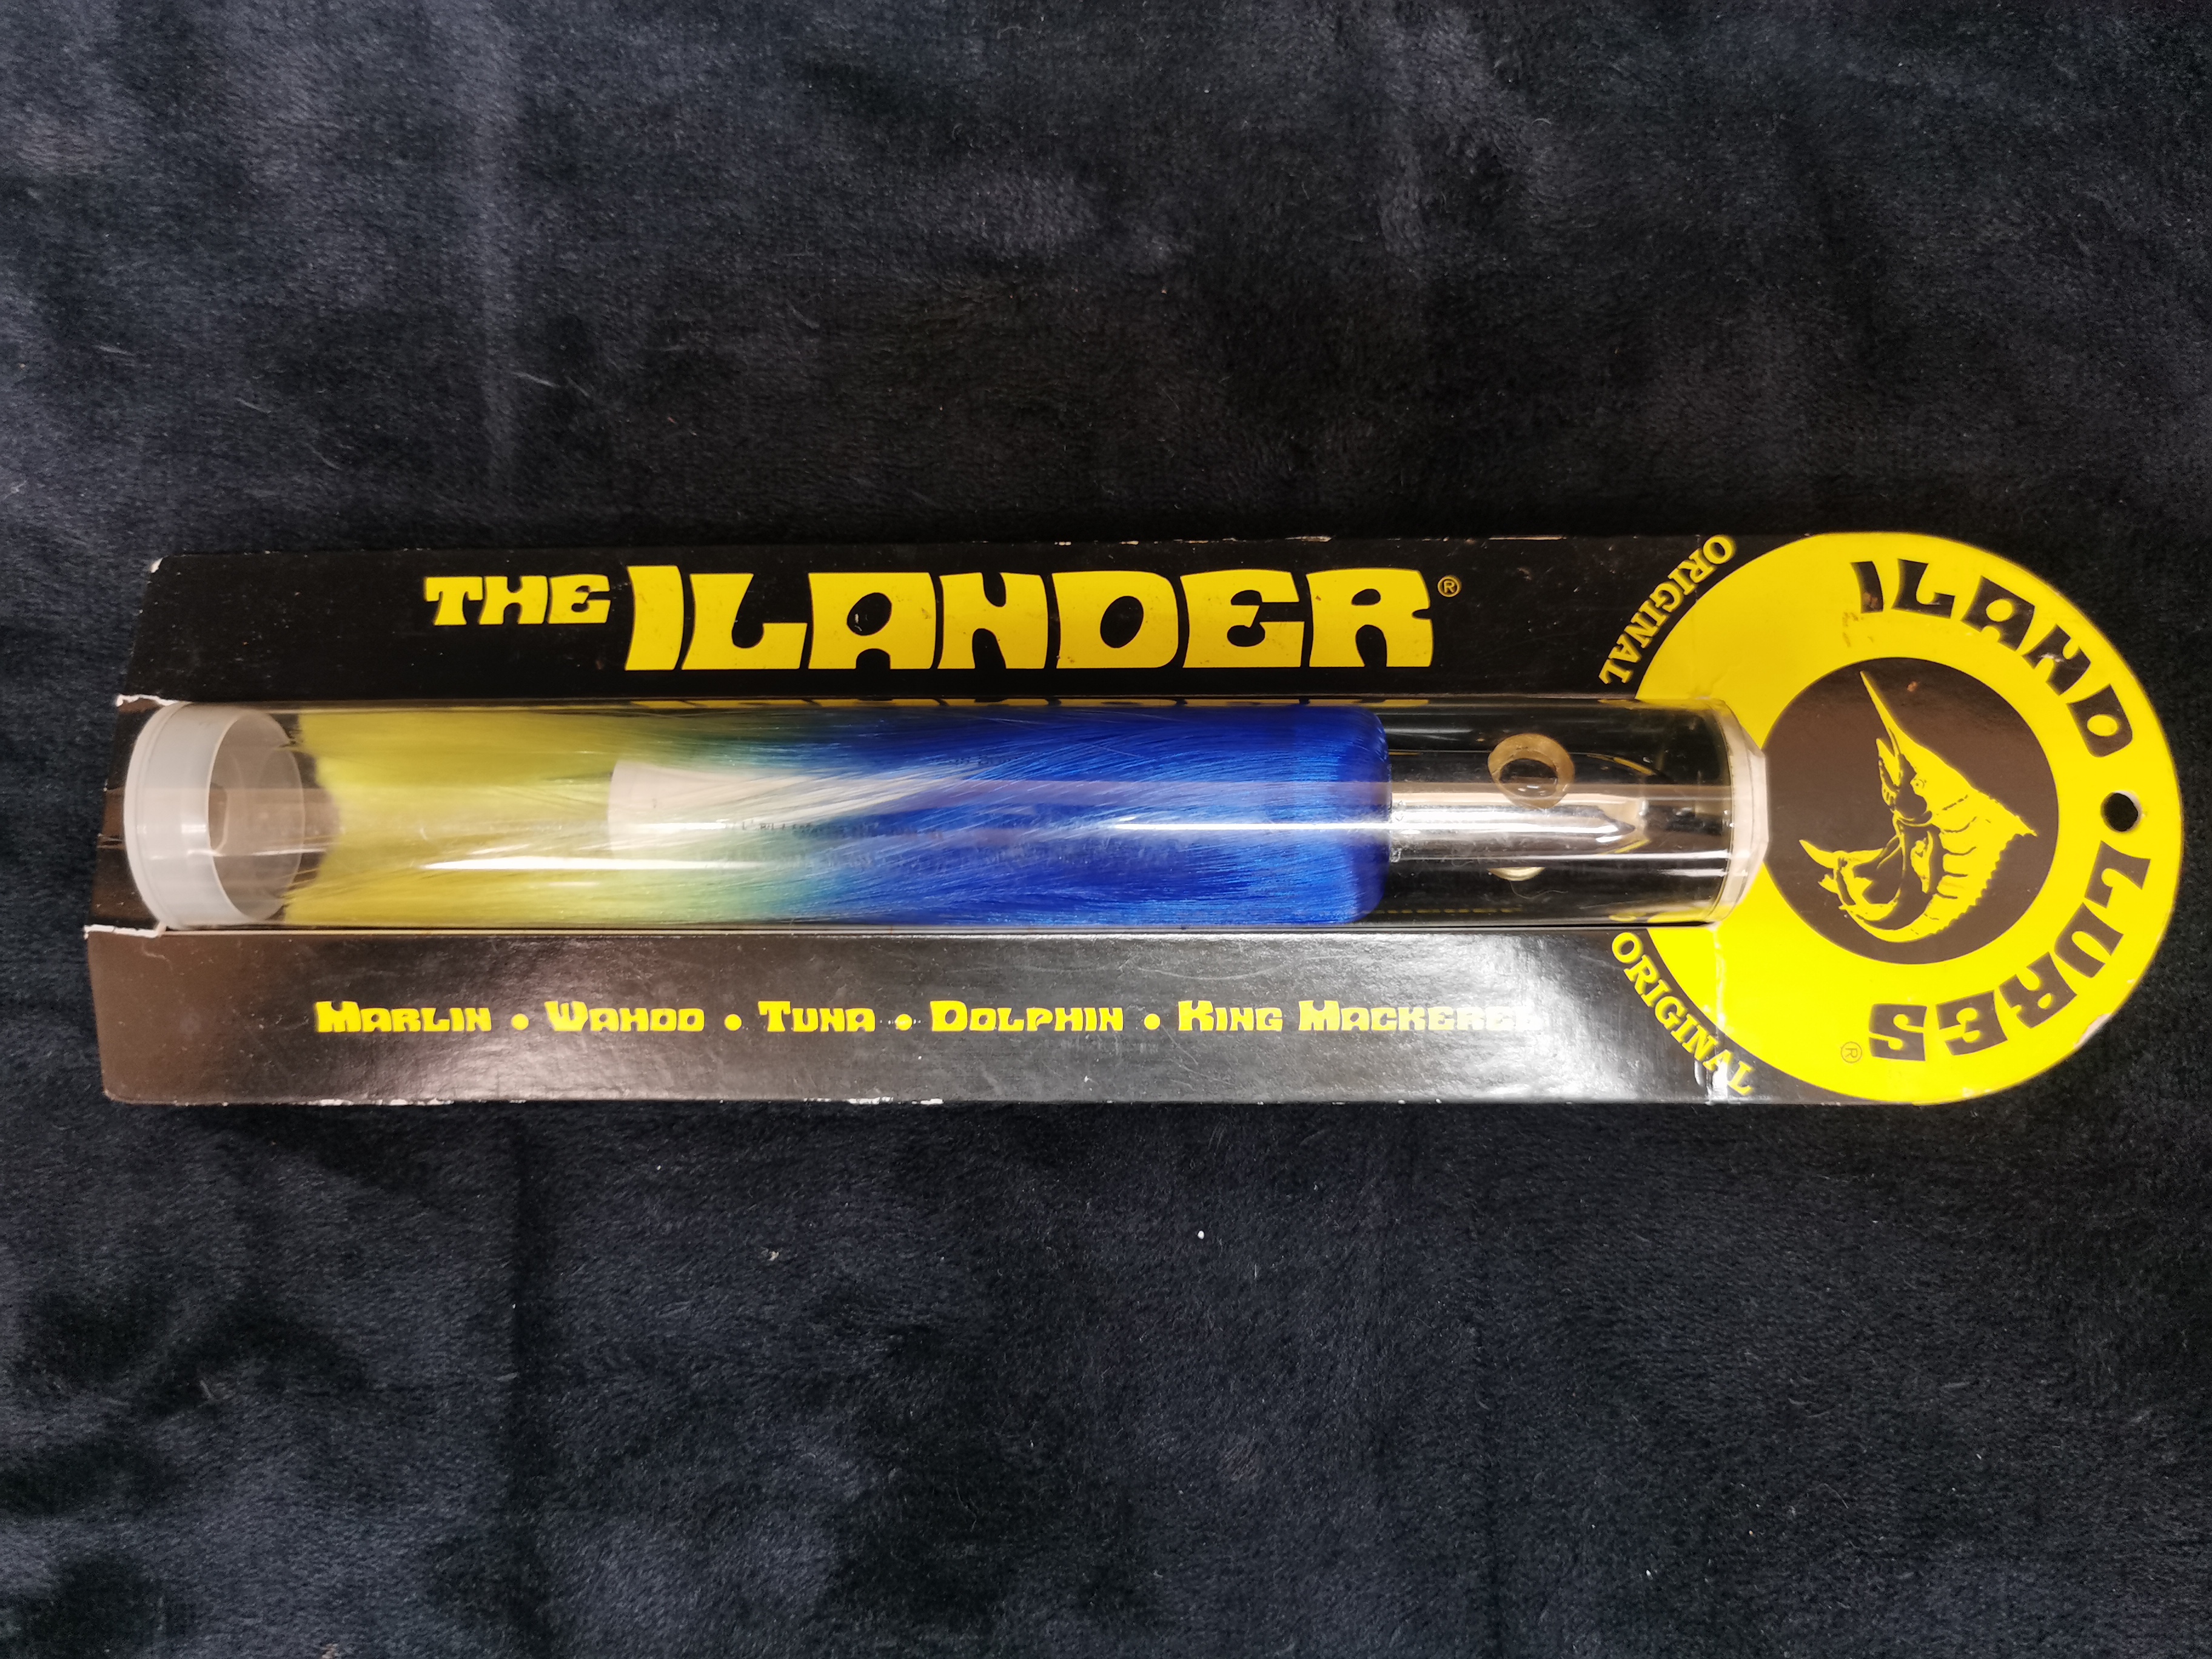 THE ILANDER®
ORIGINAL
ILAND • LURES®
ORIGINAL
MARLIN • WAHOO • TUNA • DOLPHIN • KING MACKEREL